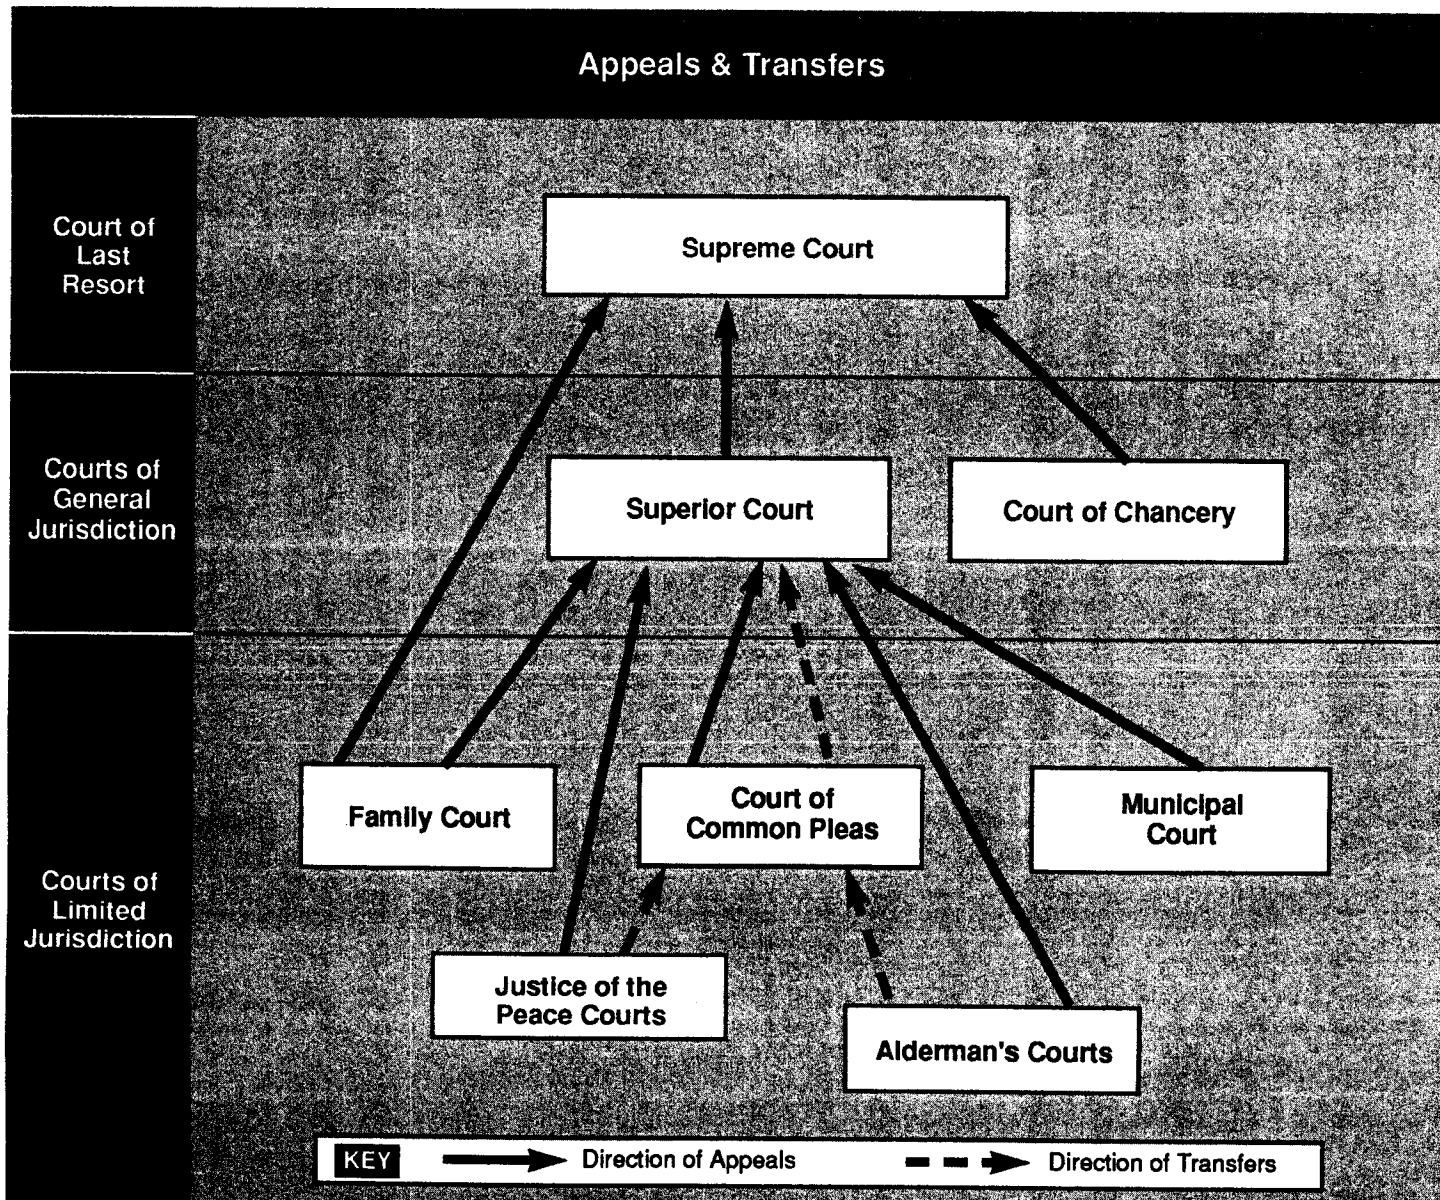 Appeals & Transfers
Court of
Last
Resort
Supreme Court
Courts of
General
Jurisdiction
Superior Court
Court of Chancery
Courts of
Limited
Jurisdiction
Family Court
Court of
Common Pleas
Municipal
Court
Justice of the
Peace Courts
Alderman's Courts
KEY
Direction of Appeals
Direction of Transfers